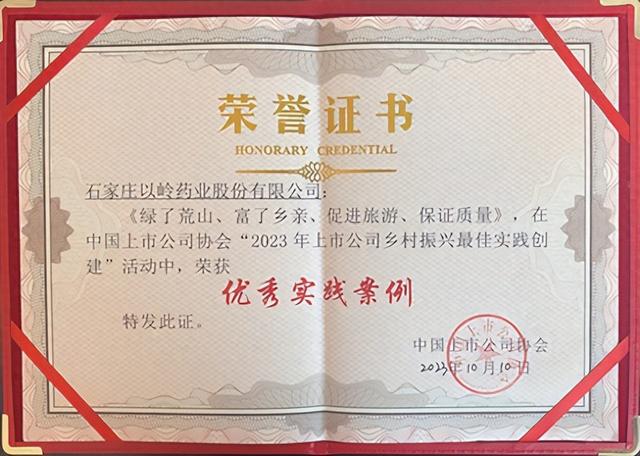 荣誉证书
HONORARY CREDENTIAL
石家庄以岭药业股份有限公司:
《绿了荒山、富了乡亲、促进旅游、保证质量》,在
中国上市公司协会“2023年上市公司乡村振兴最佳实践创
建”活动中,荣获
优秀实践案例
特发此证。
中国上市公司协会
2023年10月10日